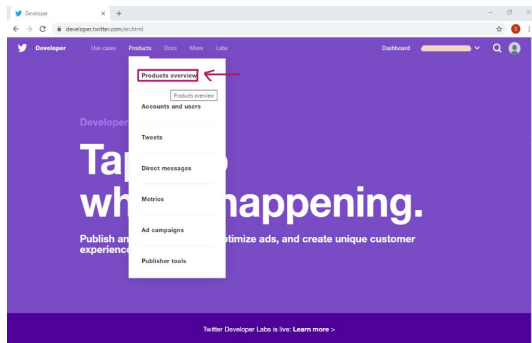 Developer
developer.twitter.com/en.html
S
Developer Use cases Products Docs More Labs Dashboard
Products overview
Products overview
Accounts and users
Tweets
Direct messages
Metrics
Ad campaigns
Publisher tools
Developer
Ta
wh happening.
Publish an timize ads, and create unique customer
experienc
Twitter Developer Labs is live: Learn more >